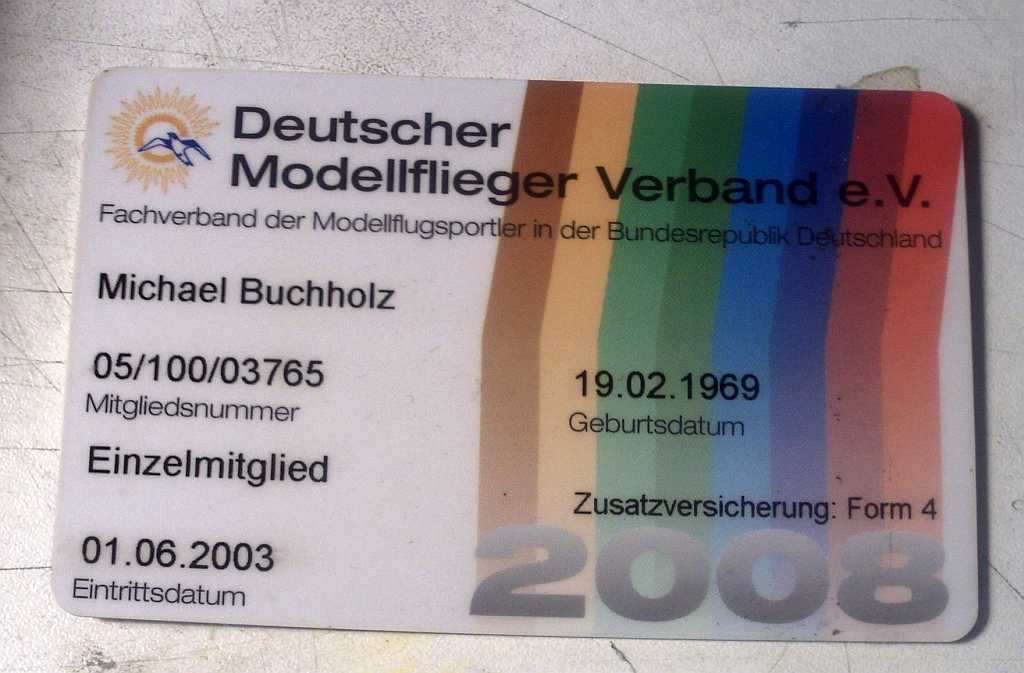 Deutscher
Modellflieger Verband e.V.
Fachverband der Modellflugsportler in der Bundesrepublik Deutschland
Michael Buchholz
05/100/03765
Mitgliedsnummer
19.02.1969
Geburtsdatum
Einzelmitglied
Zusatzversicherung: Form 4
01.06.2003
Eintrittsdatum
2008